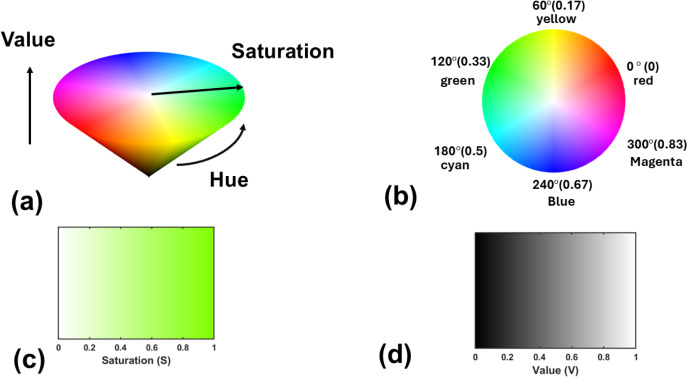 Value
Saturation
Hue
(a)
60°(0.17)
yellow
120°(0.33)
green
0°(0)
red
180°(0.5)
cyan
300°(0.83)
Magenta
240°(0.67)
Blue
(b)
0 0.2 0.4 0.6 0.8 1
Saturation (S)
(c)
0 0.2 0.4 0.6 0.8 1
Value (V)
(d)